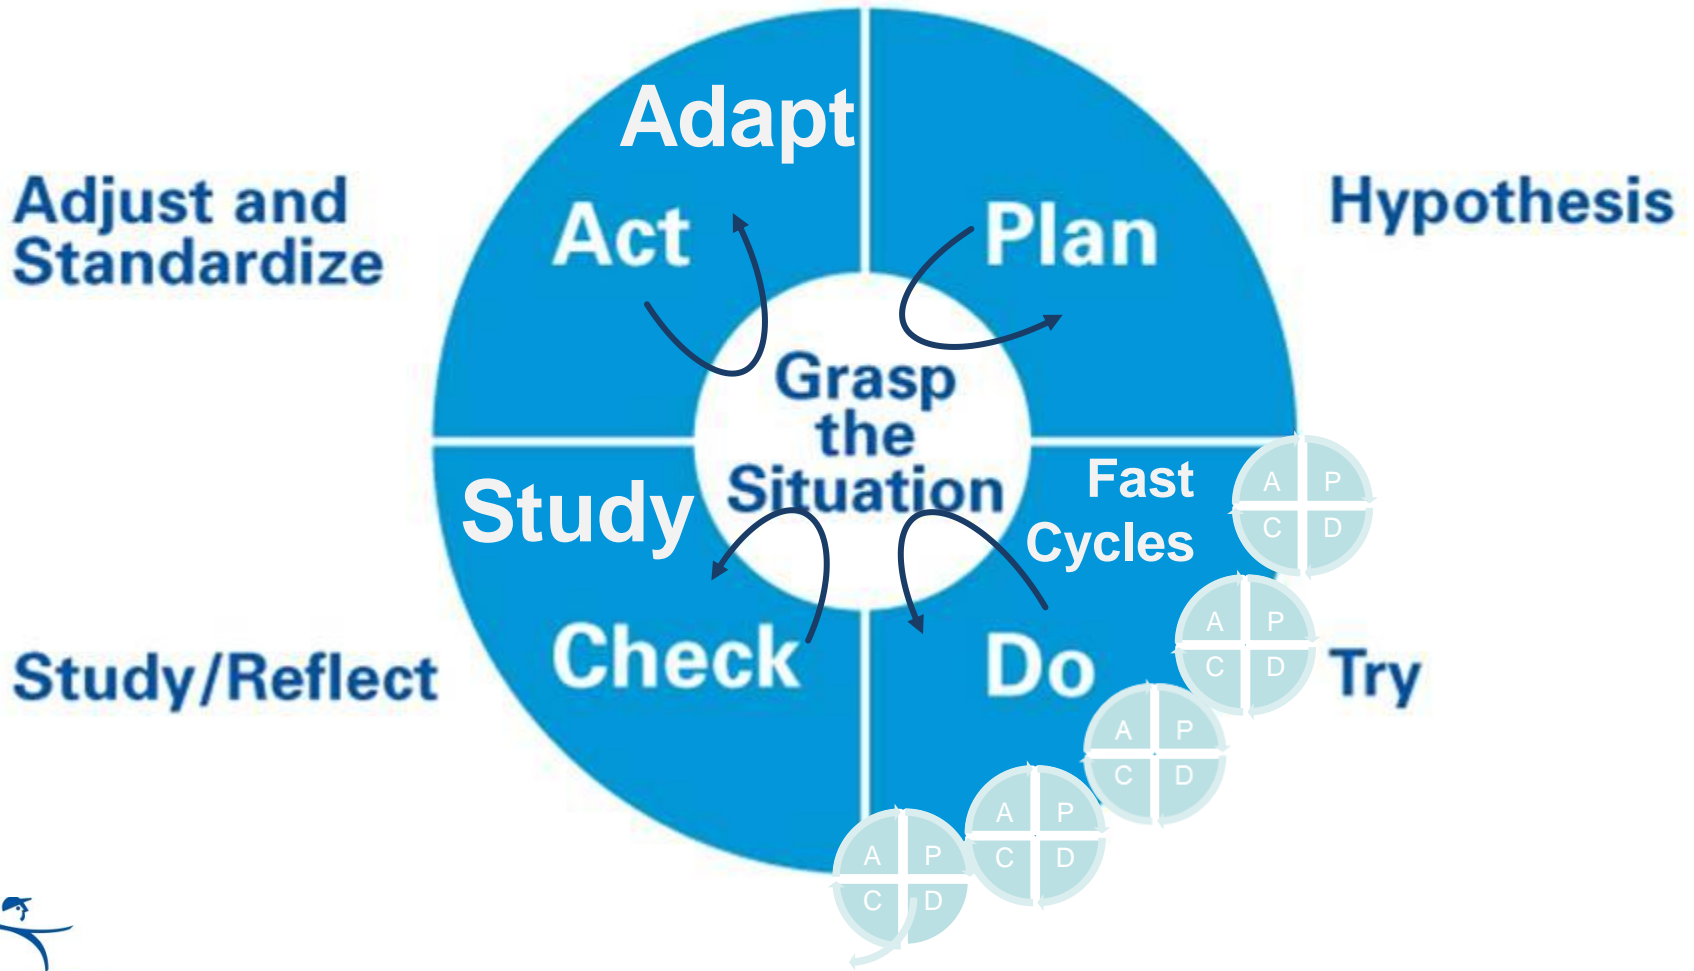 Adapt
Act
Plan
Adjust and
Standardize
Hypothesis
Grasp
the
Situation
Study
Check
Study/Reflect
Fast
Cycles
Do
Try
A P
C D
A P
C D
A P
C D
A P
C D
A P
C D